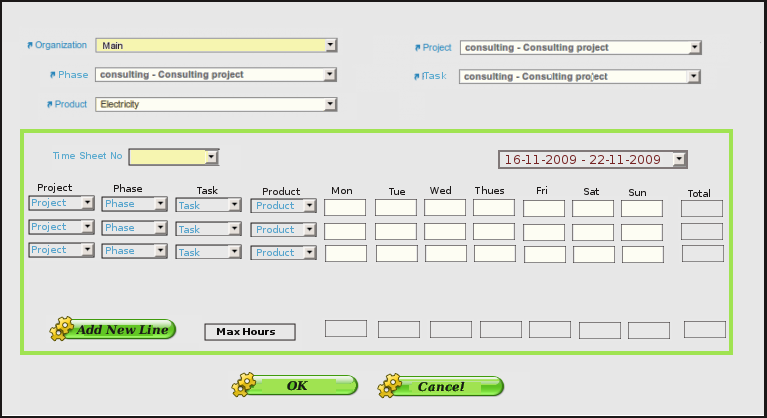 Organization Main Project consulting - Consulting project
Phase consulting - Consulting project Task consulting - Consulting project
Product Electricity
Time Sheet No 16-11-2009 - 22-11-2009
Project Phase Task Product Mon Tue Wed Thues Fri Sat Sun Total
Project Phase Task Product
Project Phase Task Product
Project Phase Task Product
Add New Line Max Hours
OK Cancel